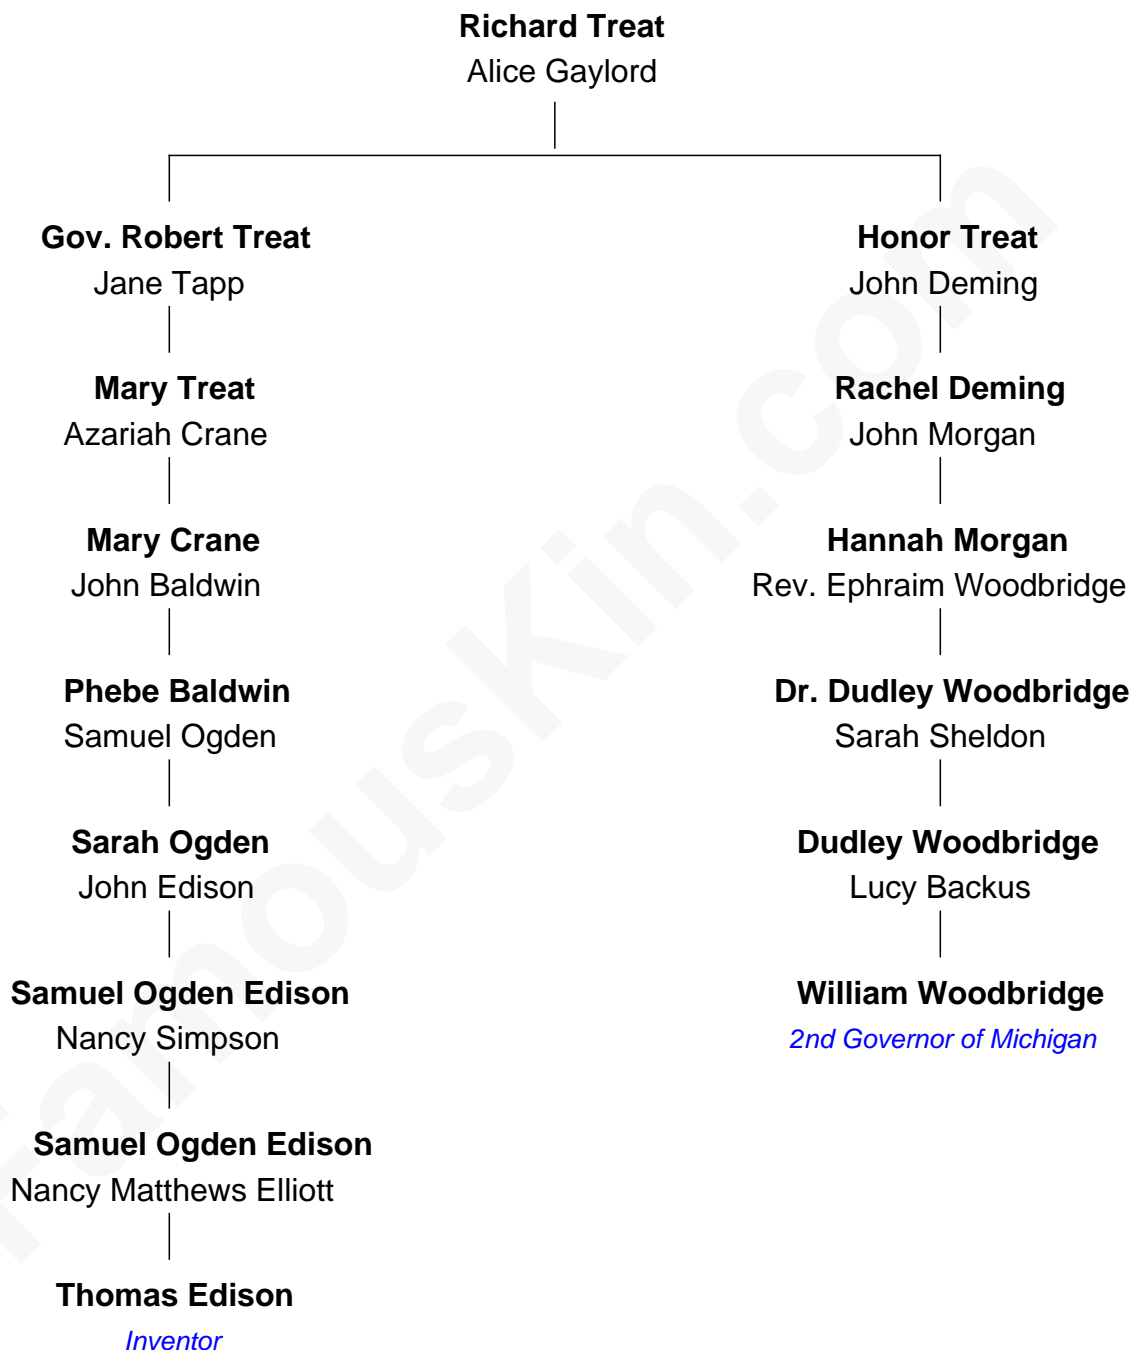 Richard Treat
Alice Gaylord
Gov. Robert Treat
Jane Tapp
Mary Treat
Azariah Crane
Mary Crane
John Baldwin
Phebe Baldwin
Samuel Ogden
Sarah Ogden
John Edison
Samuel Ogden Edison
Nancy Simpson
Samuel Ogden Edison
Nancy Matthews Elliott
Thomas Edison
Inventor
Honor Treat
John Deming
Rachel Deming
John Morgan
Hannah Morgan
Rev. Ephraim Woodbridge
Dr. Dudley Woodbridge
Sarah Sheldon
Dudley Woodbridge
Lucy Backus
William Woodbridge
2nd Governor of Michigan
FamousKin.com